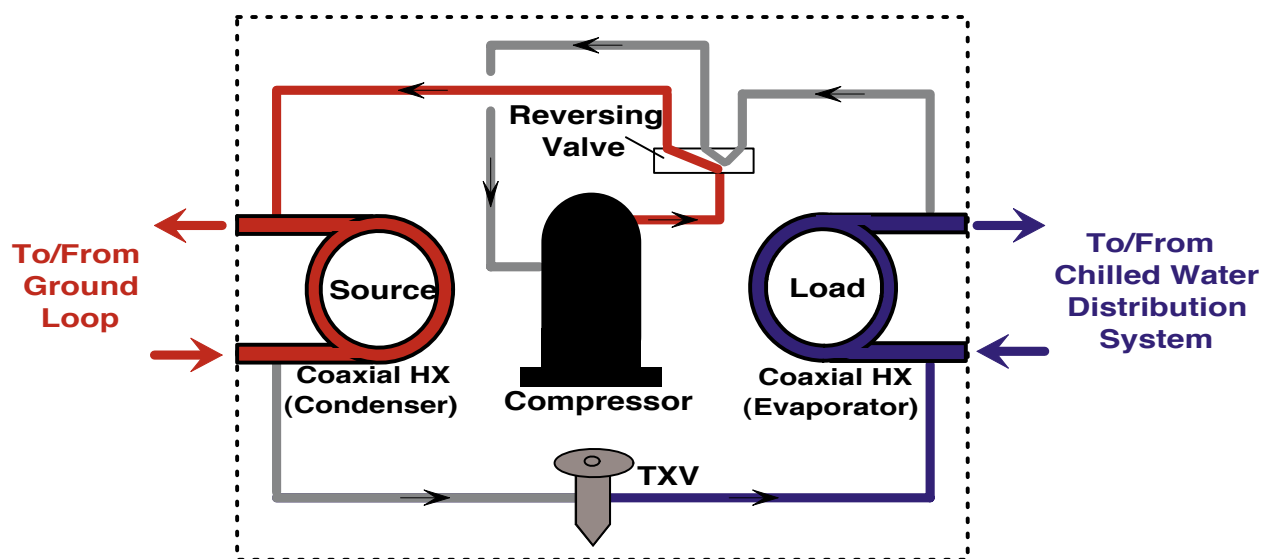 Reversing
Valve
To/From
Ground
Loop
Source
Load
To/From
Chilled Water
Distribution
System
Coaxial HX
(Condenser)
Compressor
Coaxial HX
(Evaporator)
TXV